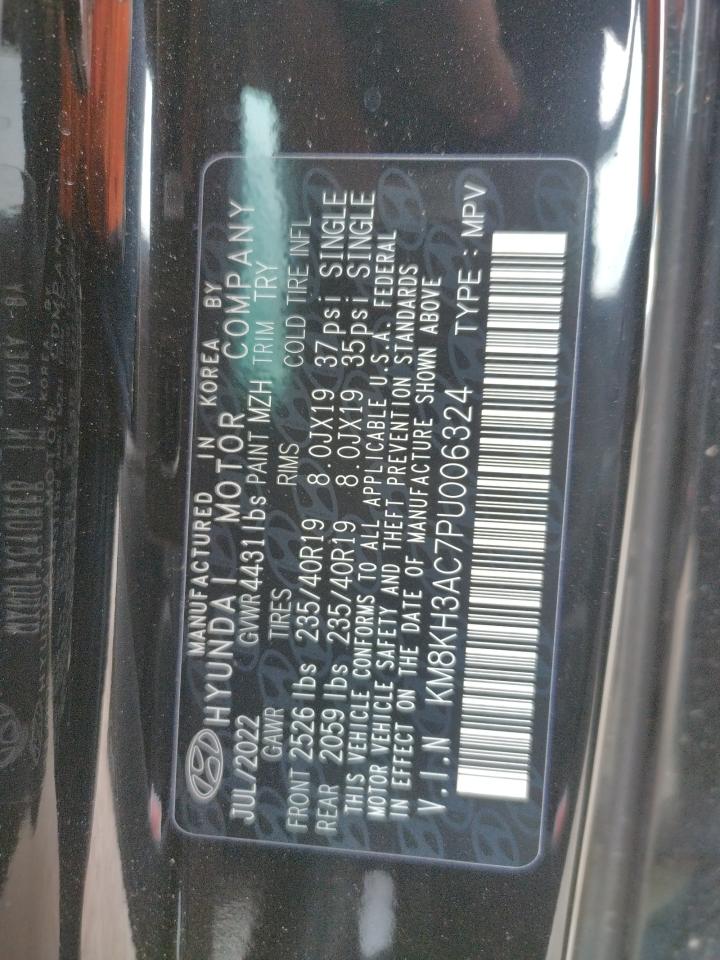 MANUFACTURED IN KOREA BY
HYUNDAI MOTOR COMPANY
JUL/2022 GVWR 4431 lbs PAINT MZH TRIM TRY
GAWR TIRES RIMS COLD TIRE INFL
FRONT 2526 lbs 235/40R19 8.0JX19 37psi SINGLE
REAR 2059 lbs 235/40R19 8.0JX19 35psi SINGLE
THIS VEHICLE CONFORMS TO ALL APPLICABLE U.S.A. FEDERAL
MOTOR VEHICLE SAFETY AND THEFT PREVENTION STANDARDS
IN EFFECT ON THE DATE OF MANUFACTURE SHOWN ABOVE
V.I.N KM8KH3AC7PU006324 TYPE : MPV